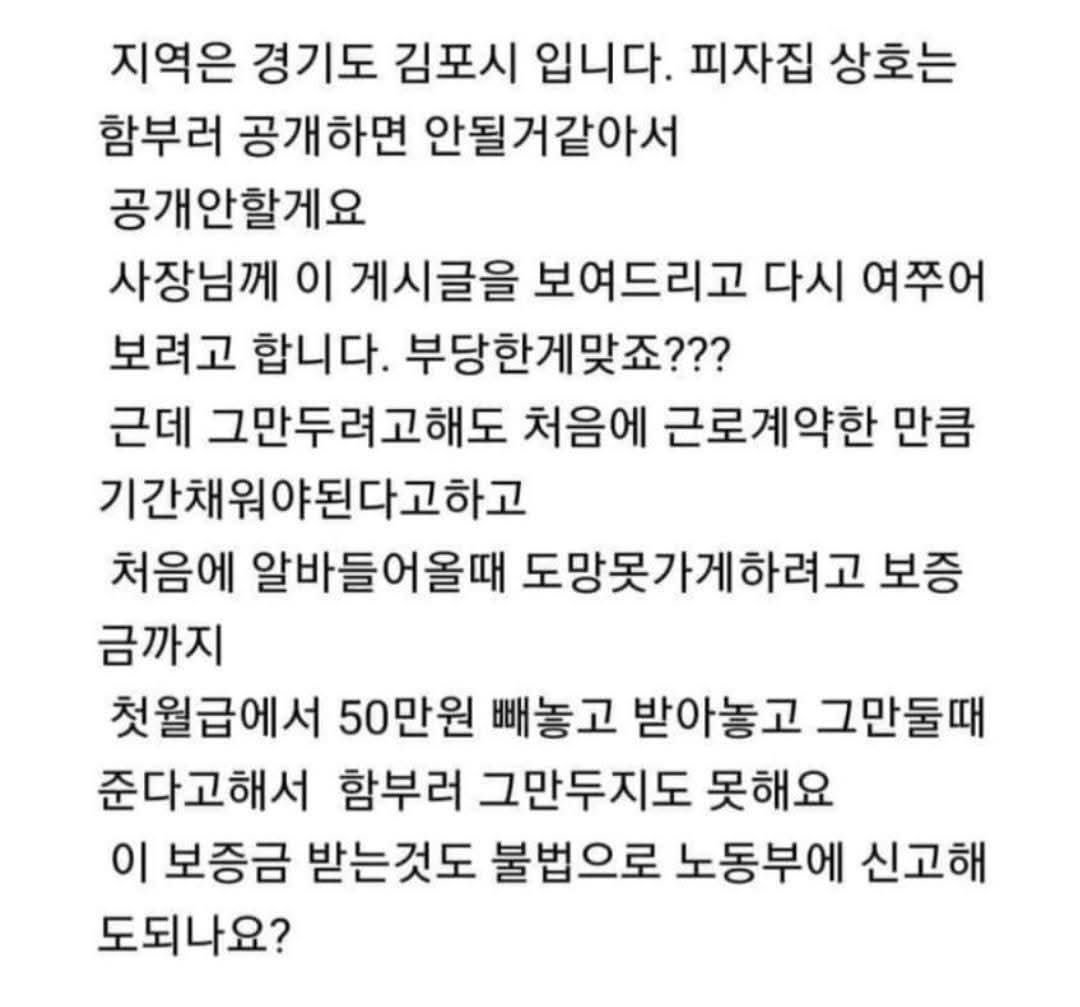 지역은 경기도 김포시 입니다. 피자집 상호는
함부러 공개하면 안될거같아서
공개안할게요
사장님께 이 게시글을 보여드리고 다시 여쭈어
보려고 합니다. 부당한게맞죠???
근데 그만두려고해도 처음에 근로계약한 만큼
기간채워야된다고하고
처음에 알바들어올때 도망못가게하려고 보증
금까지
첫월급에서 50만원 빼놓고 받아놓고 그만둘때
준다고해서 함부러 그만두지도 못해요
이 보증금 받는것도 불법으로 노동부에 신고해
도되나요?